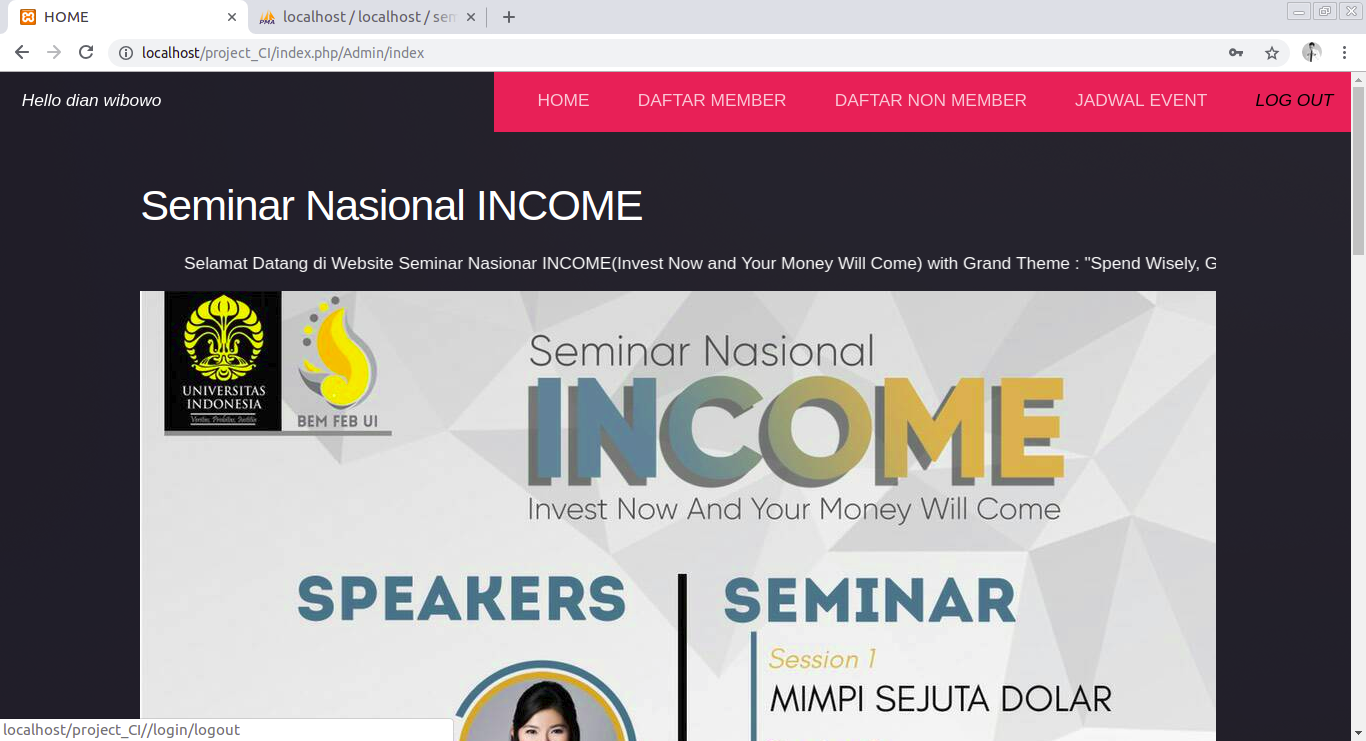 HOME
localhost / localhost / sem
localhost/project_CI/index.php/Admin/index
Hello dian wibowo
HOME DAFTAR MEMBER DAFTAR NON MEMBER JADWAL EVENT LOG OUT
Seminar Nasional INCOME
Selamat Datang di Website Seminar Nasionar INCOME(Invest Now and Your Money Will Come) with Grand Theme : "Spend Wisely, G
UNIVERSITAS
INDONESIA
Veritas, Probitas, Iustitia
BEM FEB UI
Seminar Nasional
INCOME
Invest Now And Your Money Will Come
SPEAKERS
SEMINAR
Session 1
MIMPI SEJUTA DOLAR
localhost/project_CI//login/logout